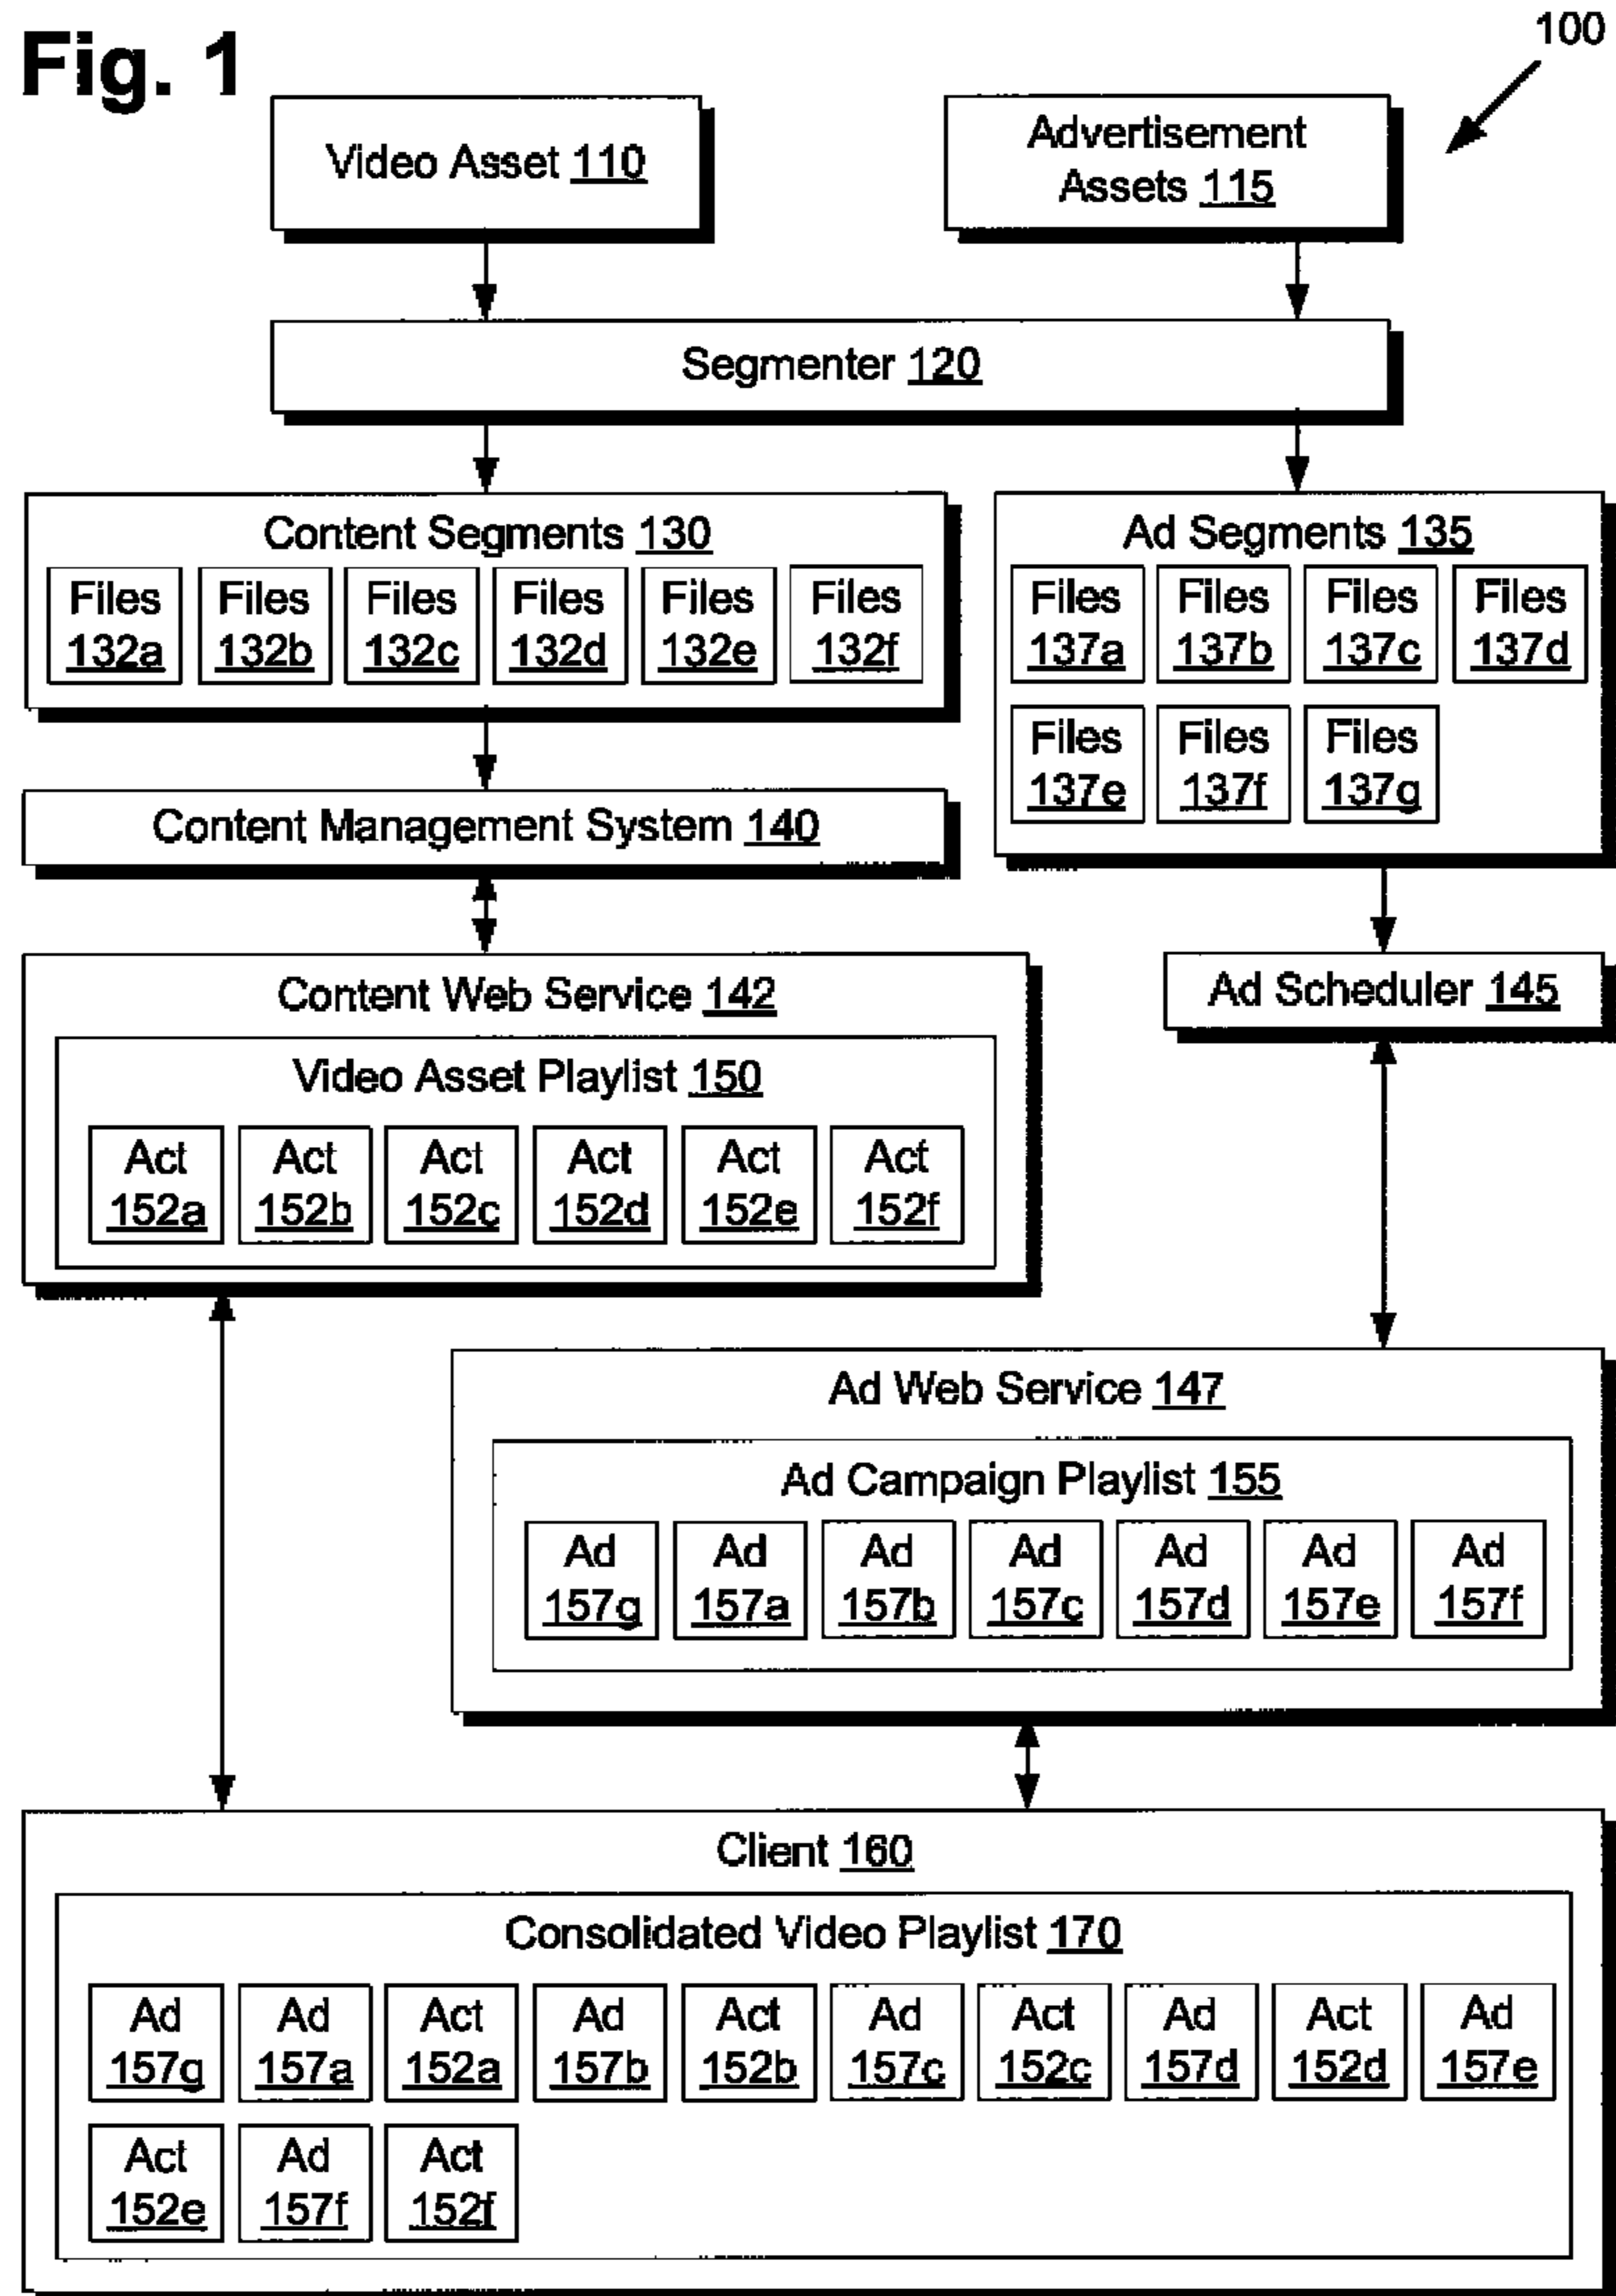 Fig. 1
100
Video Asset 110
Advertisement
Assets 115
Segmenter 120
Content Segments 130
Files
132a
Files
132b
Files
132c
Files
132d
Files
132e
Files
132f
Ad Segments 135
Files
137a
Files
137b
Files
137c
Files
137d
Files
137e
Files
137f
Files
137g
Content Management System 140
Content Web Service 142
Video Asset Playlist 150
Act
152a
Act
152b
Act
152c
Act
152d
Act
152e
Act
152f
Ad Scheduler 145
Ad Web Service 147
Ad Campaign Playlist 155
Ad
157g
Ad
157a
Ad
157b
Ad
157c
Ad
157d
Ad
157e
Ad
157f
Client 160
Consolidated Video Playlist 170
Ad
157g
Ad
157a
Act
152a
Ad
157b
Act
152b
Ad
157c
Act
152c
Ad
157d
Act
152d
Ad
157e
Act
152e
Ad
157f
Act
152f